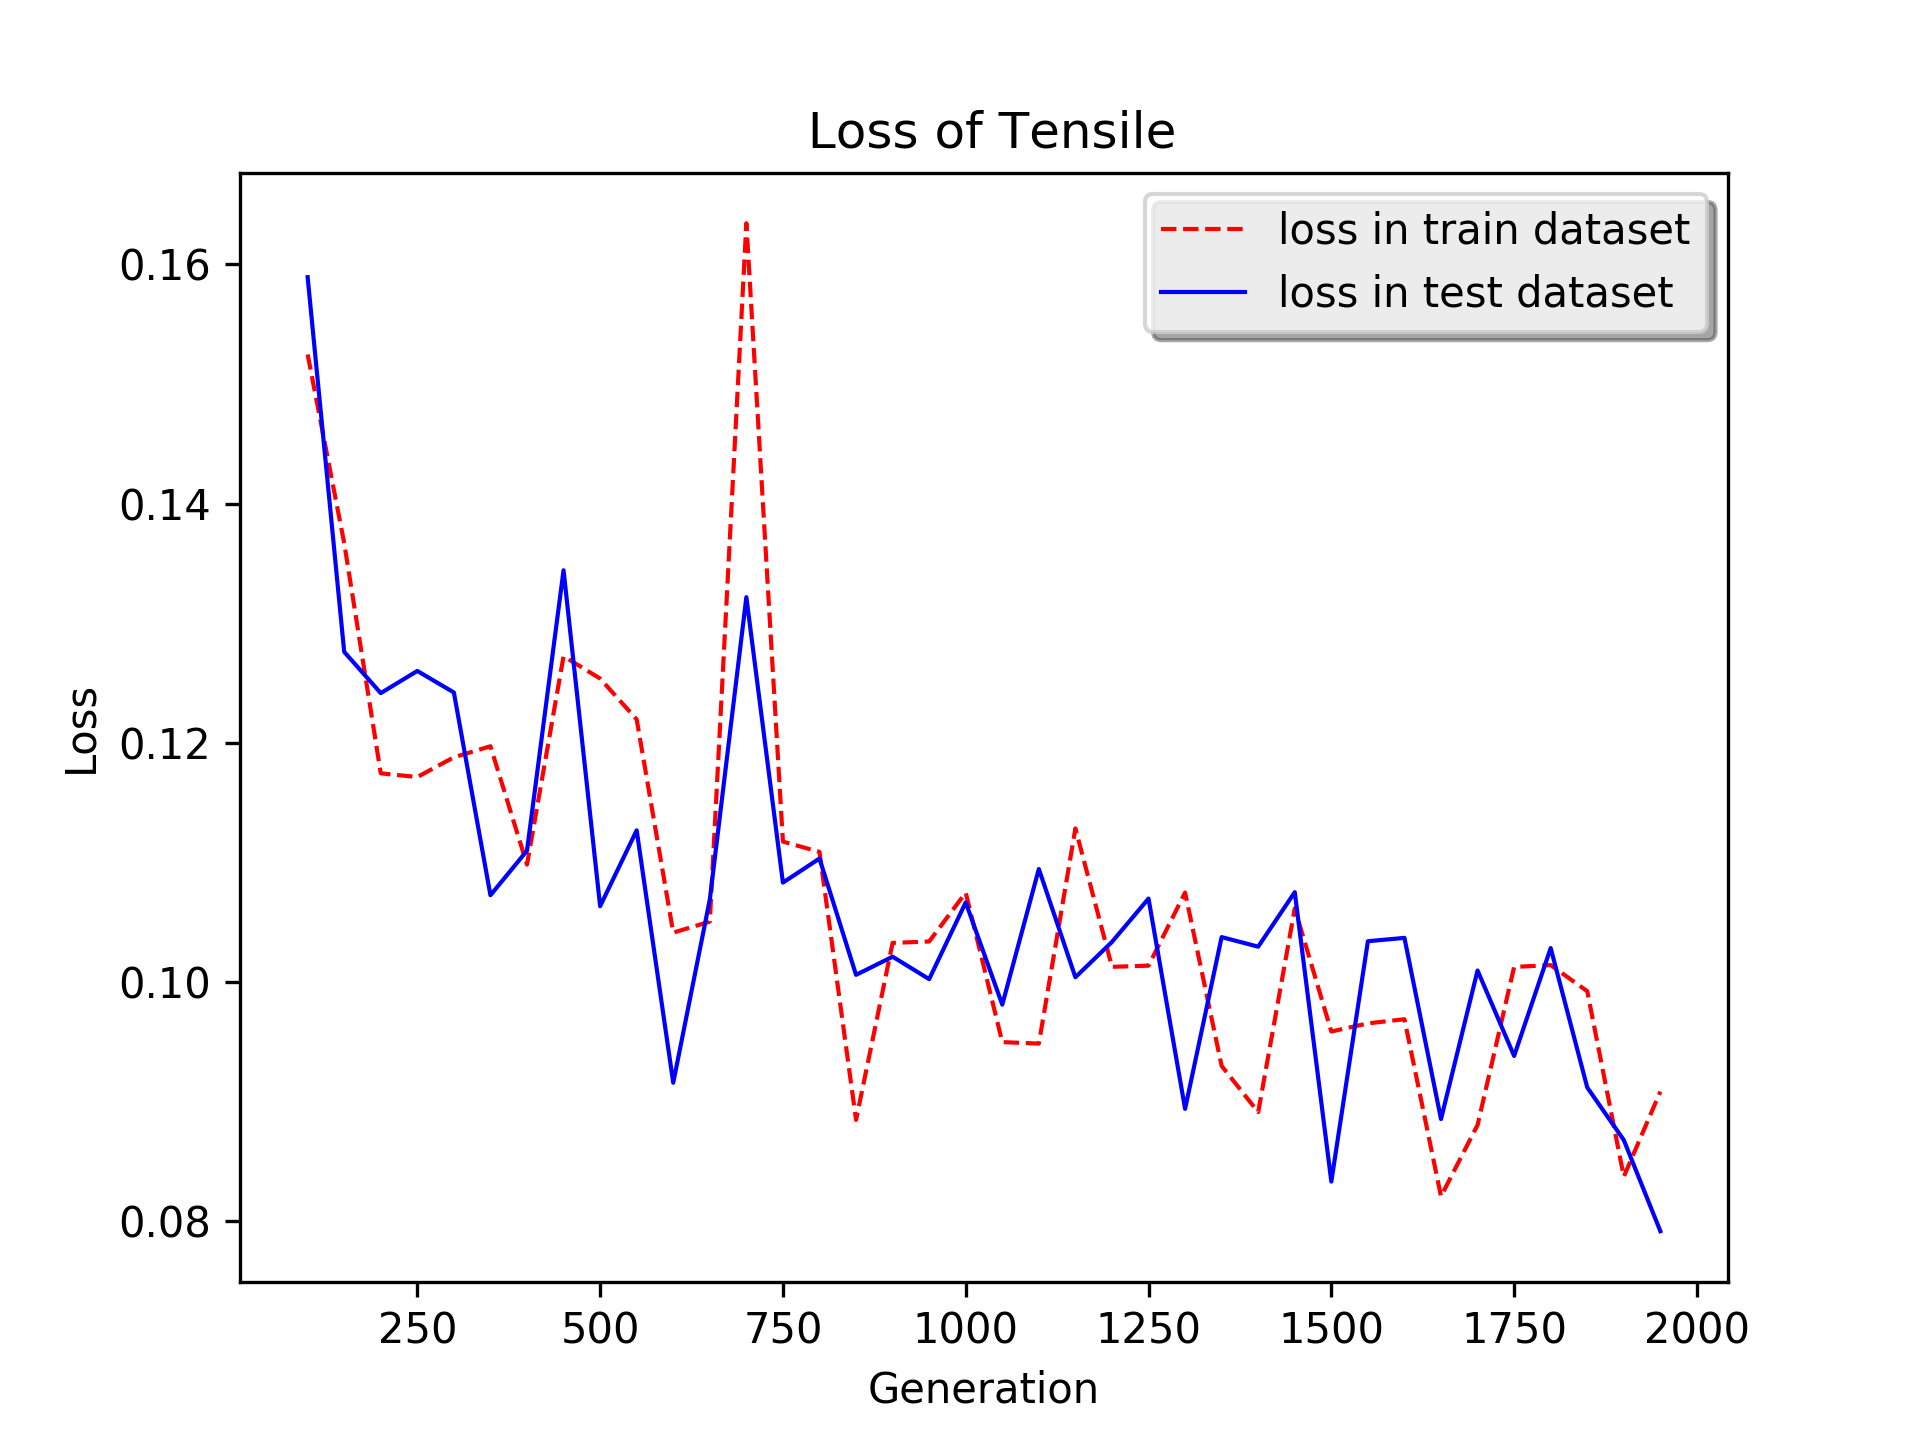 Loss of Tensile
loss in train dataset
loss in test dataset
Loss
0.16
0.14
0.12
0.10
0.08
250 500 750 1000 1250 1500 1750 2000
Generation